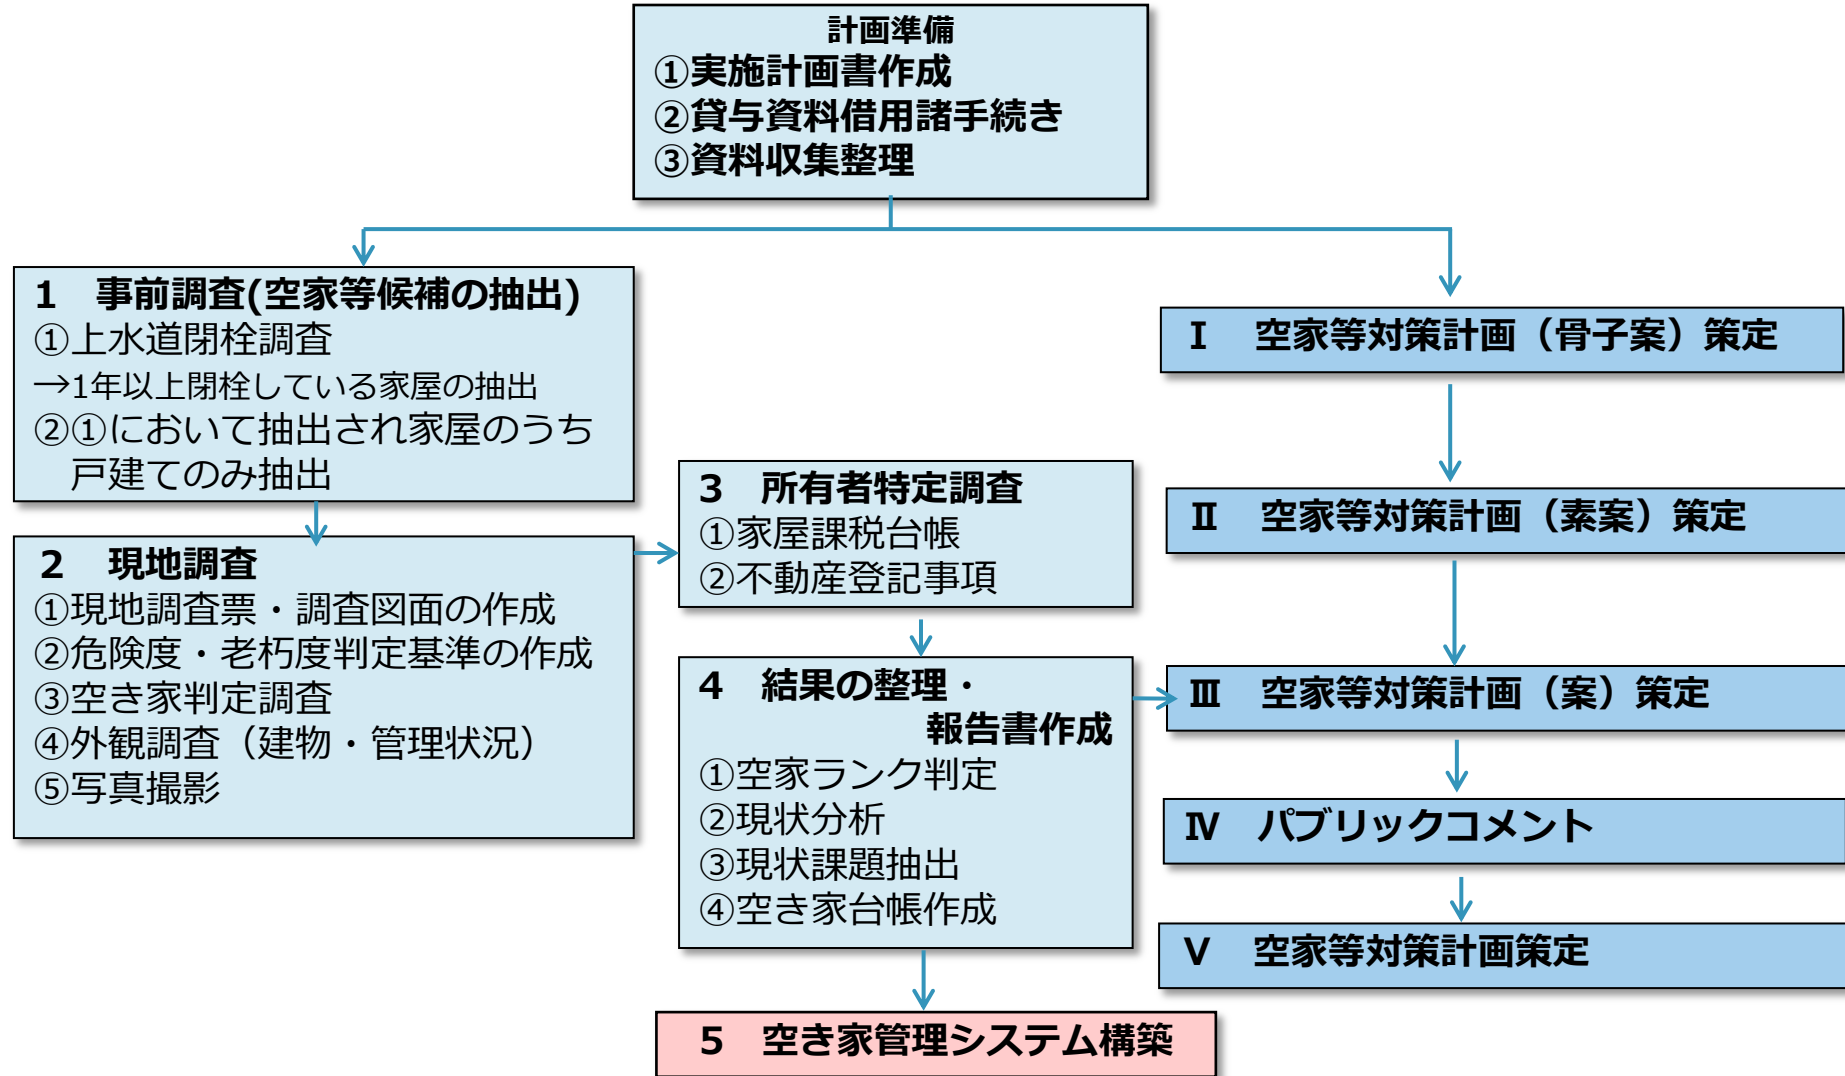 計画準備
①実施計画書作成
②貸与資料借用諸手続き
③資料収集整理
1　事前調査(空家等候補の抽出)
①上水道閉栓調査
→1年以上閉栓している家屋の抽出
②①において抽出され家屋のうち
戸建てのみ抽出
2　現地調査
①現地調査票・調査図面の作成
②危険度・老朽度判定基準の作成
③空き家判定調査
④外観調査（建物・管理状況）
⑤写真撮影
3　所有者特定調査
①家屋課税台帳
②不動産登記事項
4　結果の整理・
報告書作成
①空家ランク判定
②現状分析
③現状課題抽出
④空き家台帳作成
5　空き家管理システム構築
Ⅰ　空家等対策計画（骨子案）策定
Ⅱ　空家等対策計画（素案）策定
Ⅲ　空家等対策計画（案）策定
Ⅳ　パブリックコメント
Ⅴ　空家等対策計画策定